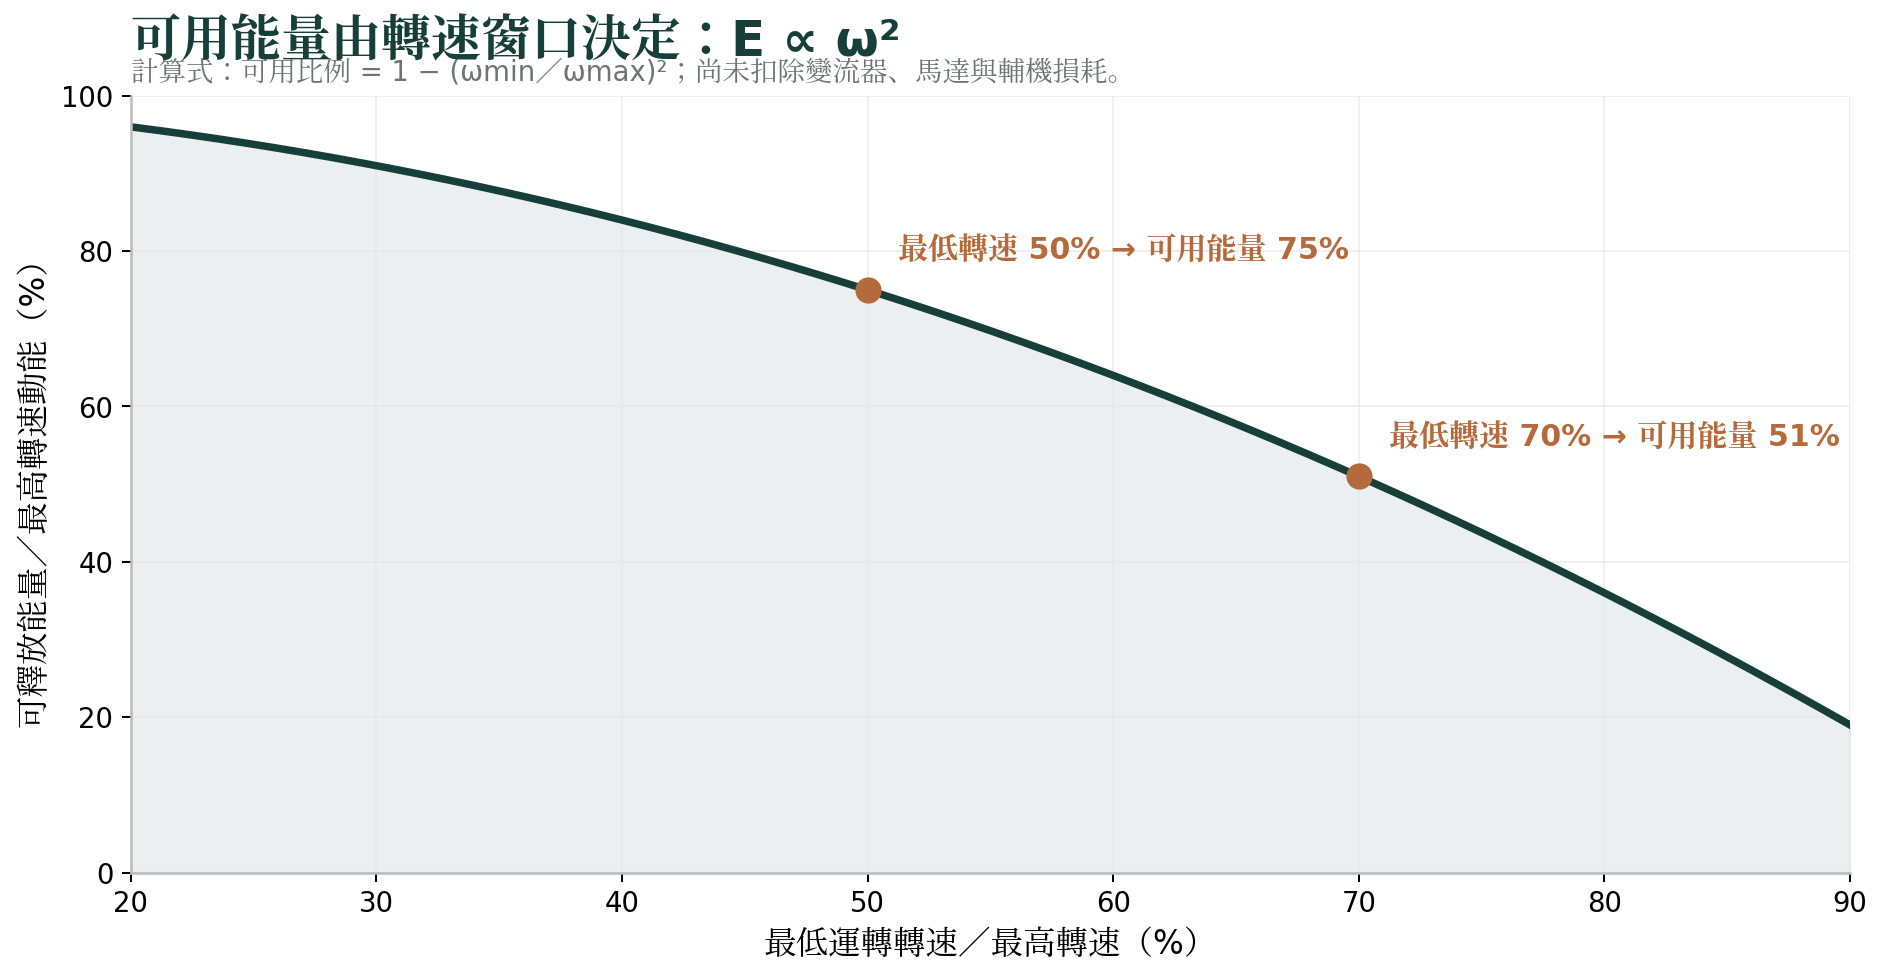 可用能量由轉速窗口決定：E ∝ ω²
計算式：可用比例 = 1 − (ωmin／ωmax)²；尚未扣除變流器、馬達與輔機損耗。
可釋放能量／最高轉速動能（%）
100
80
60
40
20
0
最低轉速 50% → 可用能量 75%
最低轉速 70% → 可用能量 51%
20 30 40 50 60 70 80 90
最低運轉轉速／最高轉速（%）